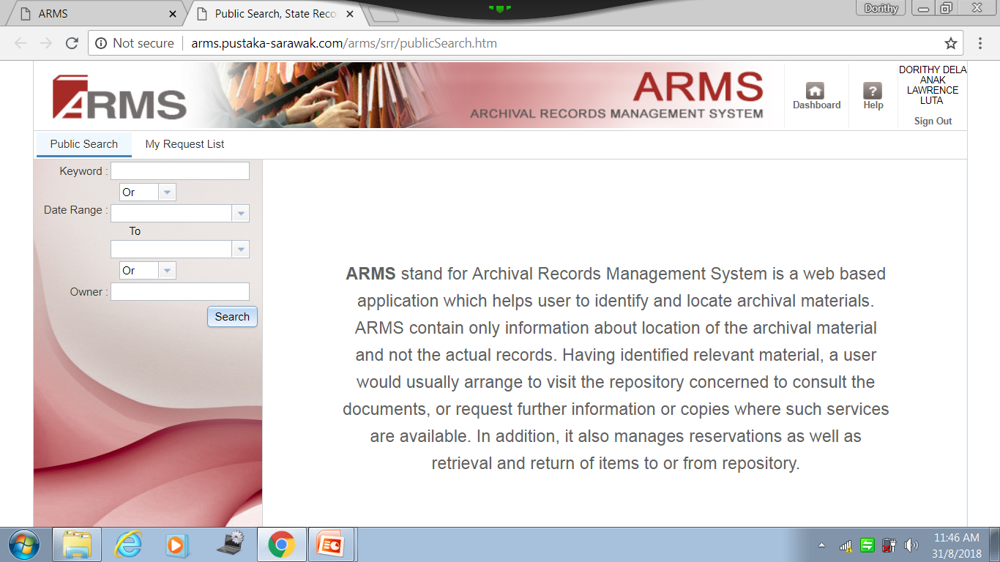 ARMS
Public Search, State Reco
Dorithy
Not secure
arms.pustaka-sarawak.com/arms/srr/publicSearch.htm
ARMS
ARMS
ARCHIVAL RECORDS MANAGEMENT SYSTEM
Dashboard
Help
DORITHY DELA
ANAK
LAWRENCE
LUTA
Sign Out
Public Search
My Request List
Keyword :
Or
Date Range :
To
Or
Owner :
Search
ARMS stand for Archival Records Management System is a web based
application which helps user to identify and locate archival materials.
ARMS contain only information about location of the archival material
and not the actual records. Having identified relevant material, a user
would usually arrange to visit the repository concerned to consult the
documents, or request further information or copies where such services
are available. In addition, it also manages reservations as well as
retrieval and return of items to or from repository.
11:46 AM
31/8/2018